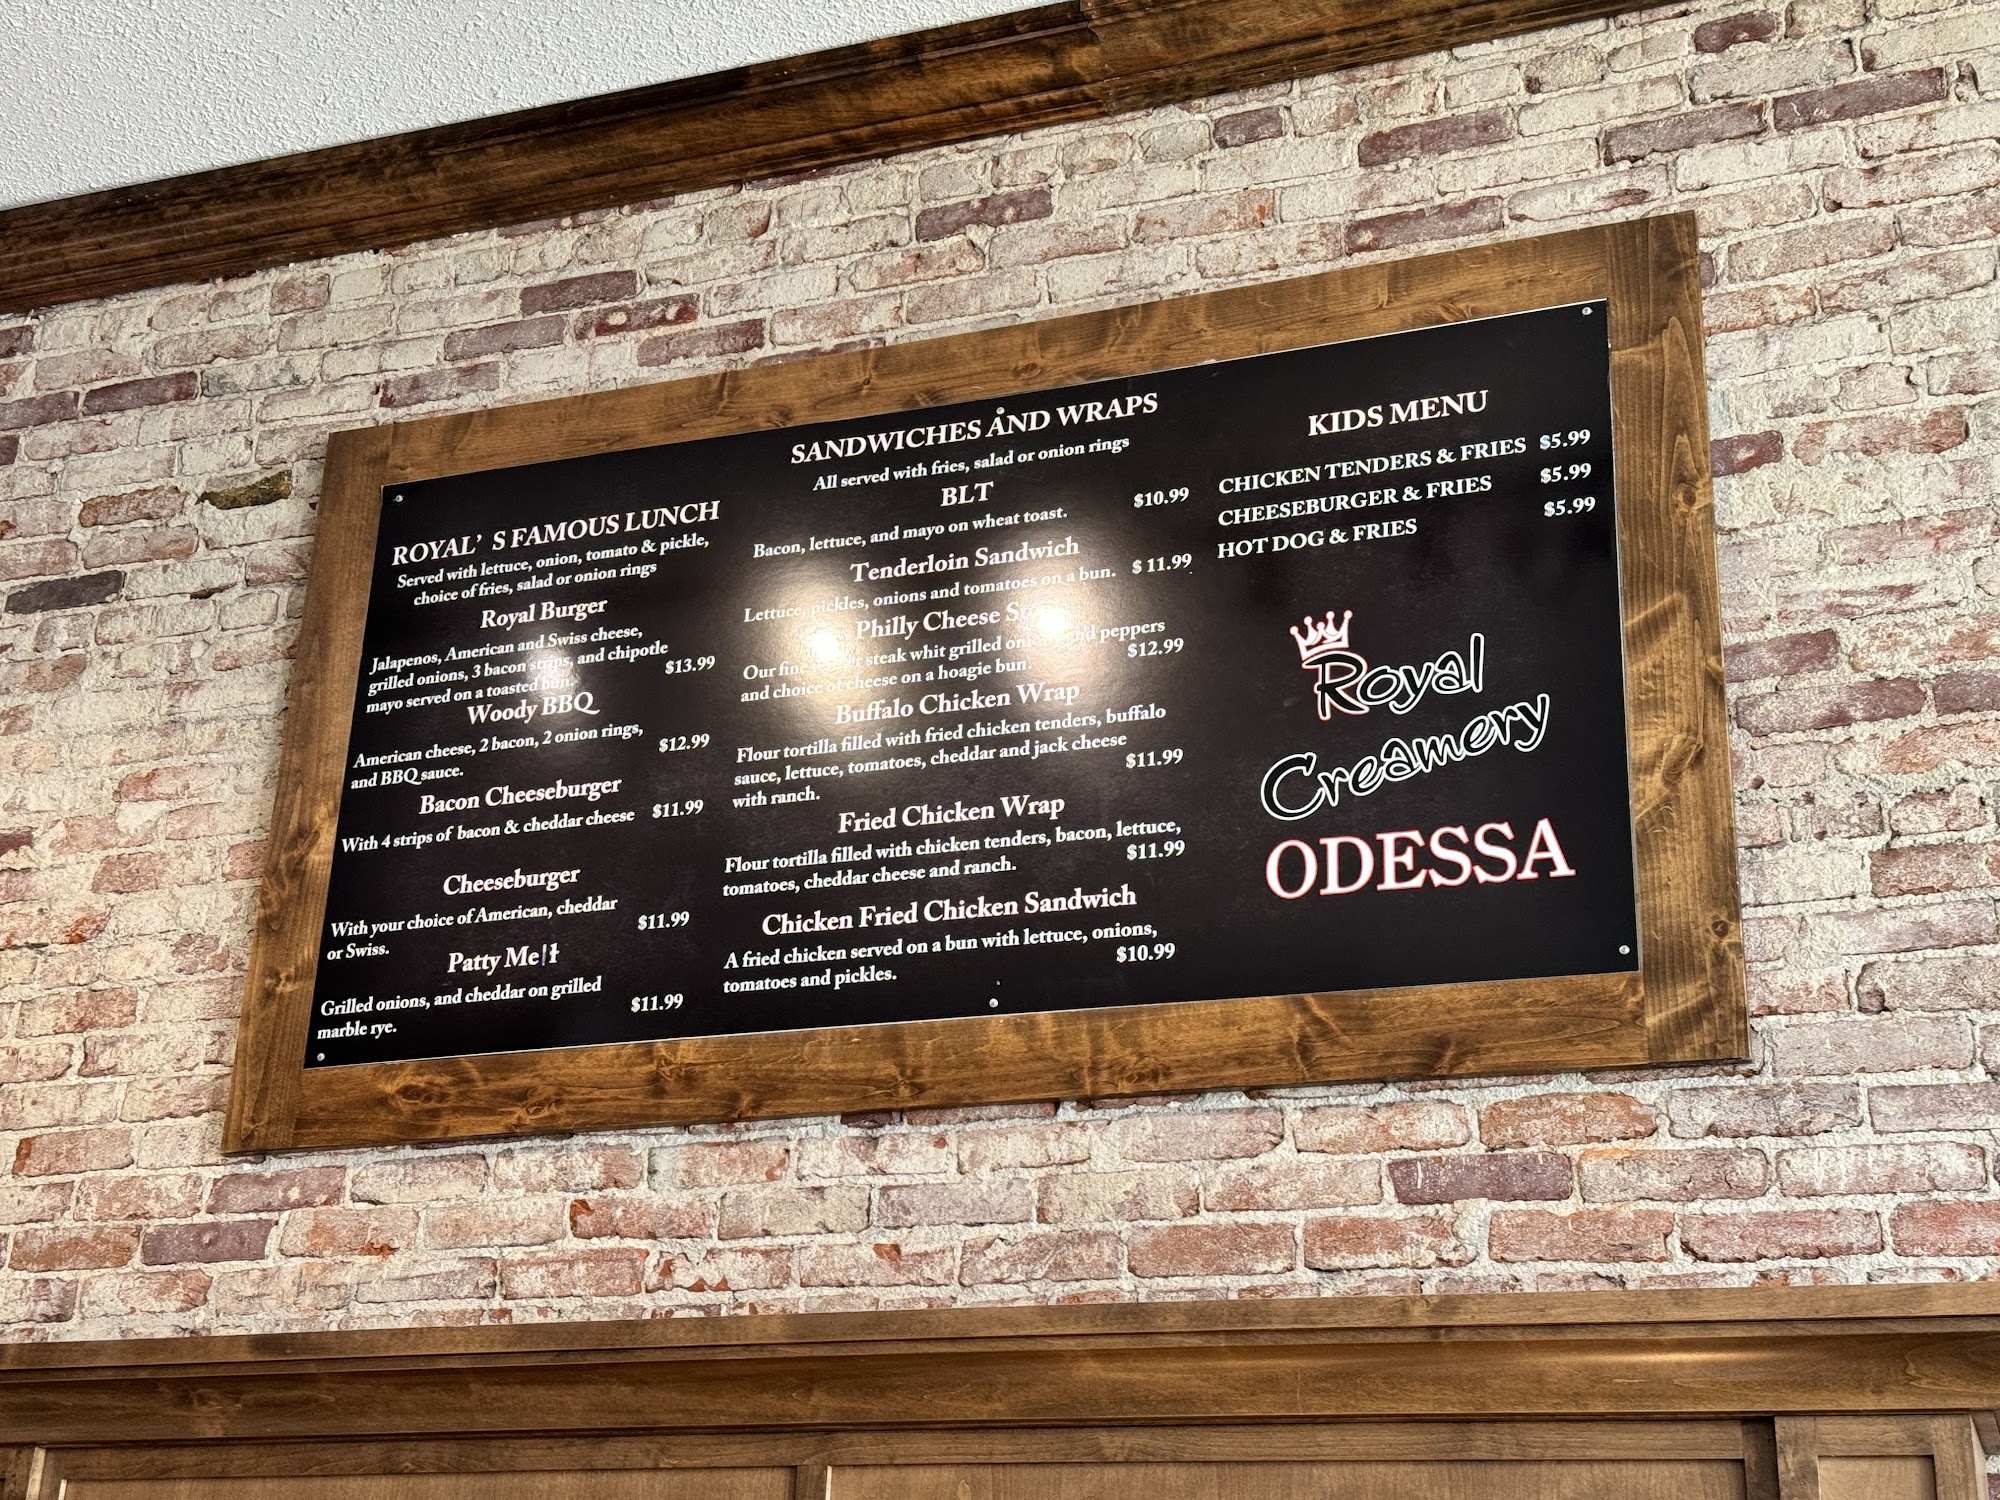 ROYAL' S FAMOUS LUNCH
Served with lettuce, onion, tomato & pickle,
choice of fries, salad or onion rings
Royal Burger
Jalapenos, American and Swiss cheese,
grilled onions, 3 bacon strips, and chipotle
mayo served on a toasted bun.
$13.99
Woody BBQ
American cheese, 2 bacon, 2 onion rings,
and BBQ sauce.
$12.99
Bacon Cheeseburger
With 4 strips of bacon & cheddar cheese
$11.99
Cheeseburger
With your choice of American, cheddar
or Swiss.
$11.99
Patty Melt
Grilled onions, and cheddar on grilled
marble rye.
$11.99
SANDWICHES AND WRAPS
All served with fries, salad or onion rings
BLT
Bacon, lettuce, and mayo on wheat toast.
$10.99
Tenderloin Sandwich
Lettuce, pickles, onions and tomatoes on a bun.
$ 11.99
Philly Cheese
Our steak whit grilled peppers
and choice of cheese on a hoagie bun.
$12.99
Buffalo Chicken Wrap
Flour tortilla filled with fried chicken tenders, buffalo
sauce, lettuce, tomatoes, cheddar and jack cheese
with ranch.
$11.99
Fried Chicken Wrap
Flour tortilla filled with chicken tenders, bacon, lettuce,
tomatoes, cheddar cheese and ranch.
$11.99
Chicken Fried Chicken Sandwich
A fried chicken served on a bun with lettuce, onions,
tomatoes and pickles.
$10.99
KIDS MENU
CHICKEN TENDERS & FRIES $5.99
CHEESEBURGER & FRIES $5.99
HOT DOG & FRIES $5.99
Royal
Creamery
ODESSA